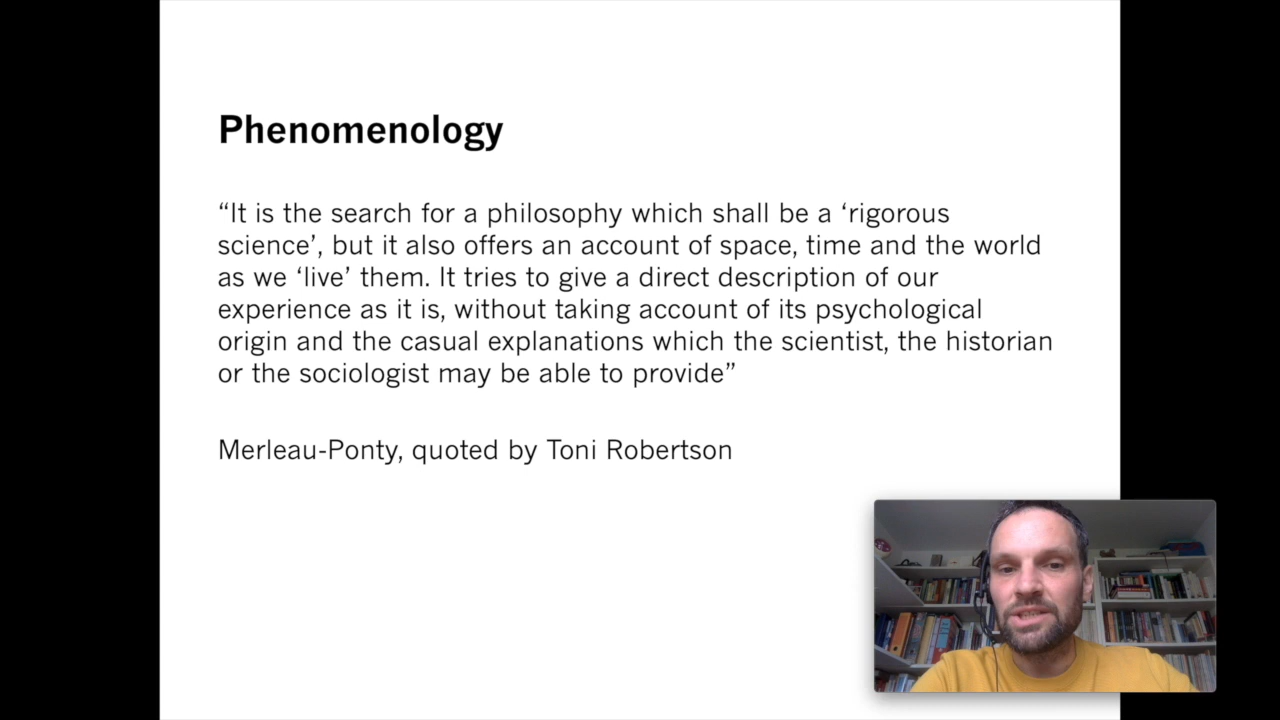 Phenomenology
“It is the search for a philosophy which shall be a ‘rigorous
science’, but it also offers an account of space, time and the world
as we ‘live’ them. It tries to give a direct description of our
experience as it is, without taking account of its psychological
origin and the casual explanations which the scientist, the historian
or the sociologist may be able to provide”
Merleau-Ponty, quoted by Toni Robertson